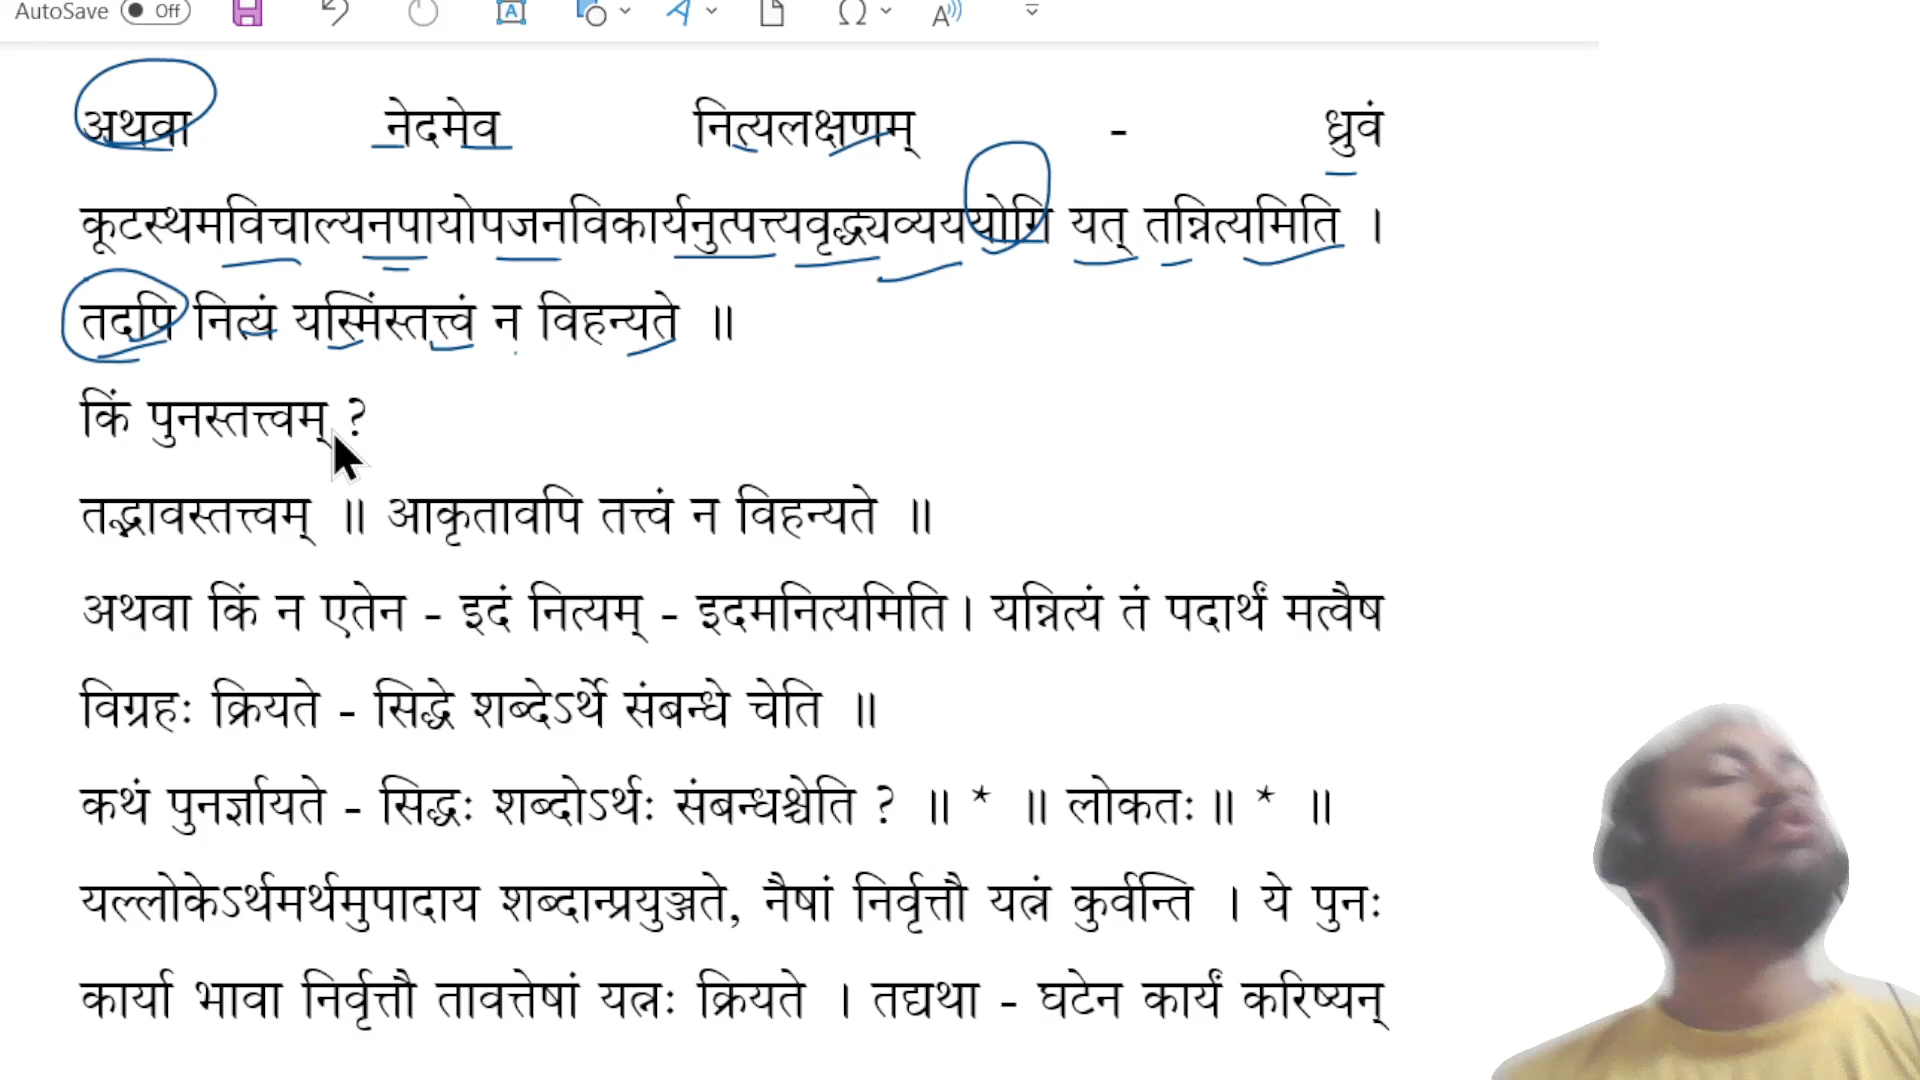 AutoSave Off
अथवा नेदमेव नित्यलक्षणम् - ध्रुवं
कूटस्थमविचाल्यनपायोपजनविकार्यनुत्पत्त्यवृद्ध्यव्यययोगि यत् तन्नित्यमिति ।
तदपि नित्यं यस्मिंस्तत्त्वं न विहन्यते ॥
किं पुनस्तत्त्वम् ?
तद्भावस्तत्त्वम् ॥ आकृतावपि तत्त्वं न विहन्यते ॥
अथवा किं न एतेन - इदं नित्यम् - इदमनित्यमिति । यन्नित्यं तं पदार्थं मत्वैष
विग्रहः क्रियते - सिद्धे शब्देऽर्थे संबन्धे चेति ॥
कथं पुनर्ज्ञायते - सिद्धः शब्दोऽर्थः संबन्धश्चेति ? ॥ * ॥ लोकतः ॥ * ॥
यल्लोकेऽर्थमर्थमुपादाय शब्दान्प्रयुञ्जते, नैषां निर्वृत्तौ यत्नं कुर्वन्ति । ये पुनः
कार्या भावा निर्वृत्तौ तावत्तेषां यत्नः क्रियते । तद्यथा - घटेन कार्यं करिष्यन्